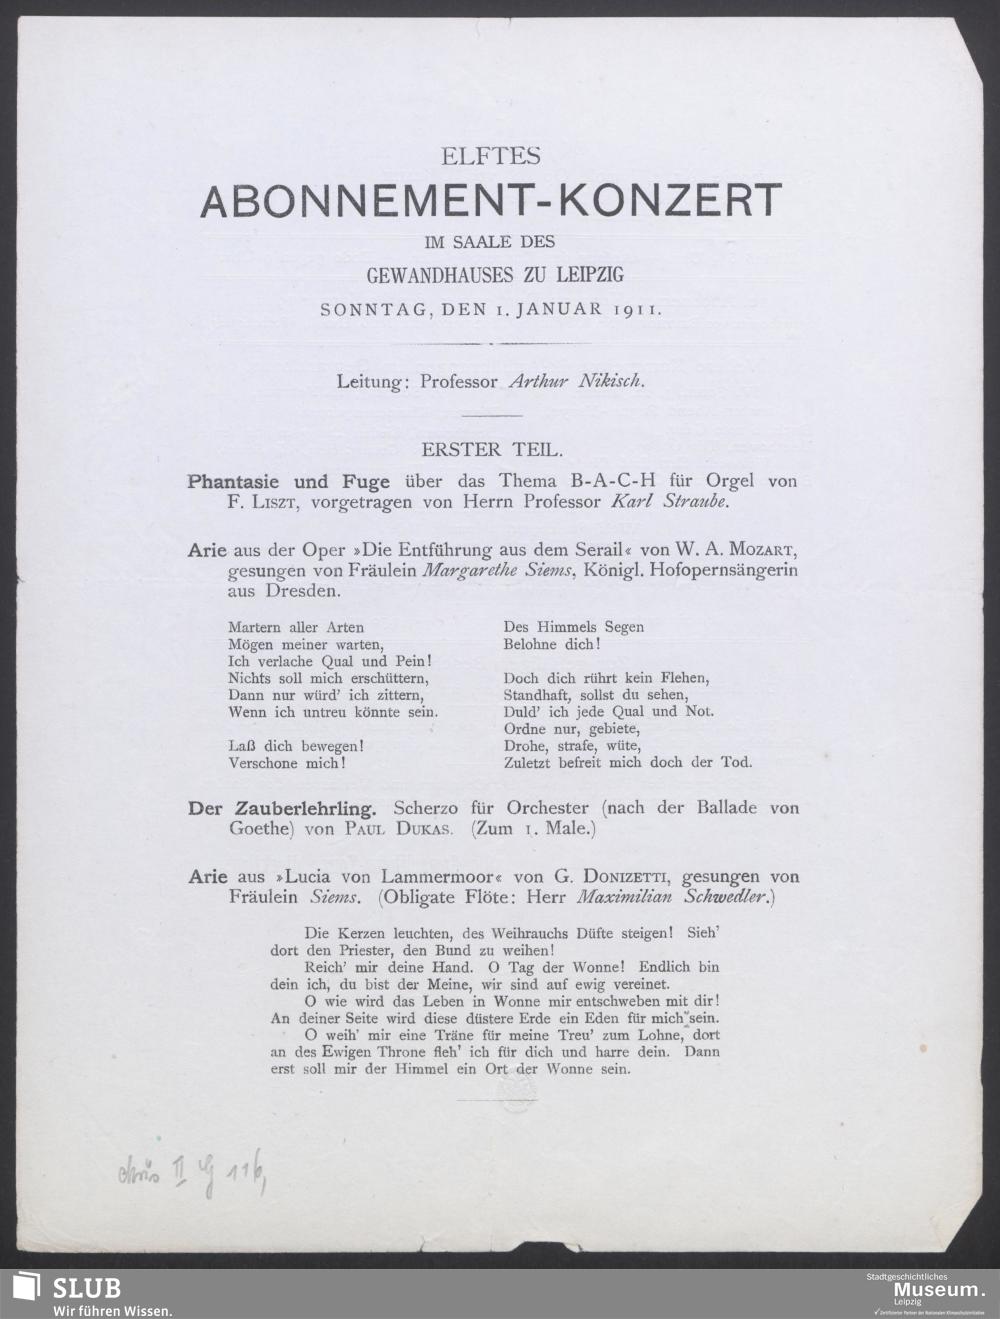 ELFTES
ABONNEMENT-KONZERT
IM SAALE DES
GEWANDHAUSES ZU LEIPZIG
SONNTAG, DEN 1. JANUAR 1911.
Leitung: Professor Arthur Nikisch.
ERSTER TEIL.
Phantasie und Fuge über das Thema B-A-C-H für Orgel von
F. LISZT, vorgetragen von Herrn Professor Karl Straube.
Arie aus der Oper »Die Entführung aus dem Serail« von W. A. MOZART,
gesungen von Fräulein Margarethe Siems, Königl. Hofopernsängerin
aus Dresden.
Martern aller Arten
Mögen meiner warten,
Ich verlache Qual und Pein!
Nichts soll mich erschüttern,
Dann nur würd' ich zittern,
Wenn ich untreu könnte sein.
Laß dich bewegen!
Verschone mich!
Des Himmels Segen
Belohne dich!
Doch dich rührt kein Flehen,
Standhaft, sollst du sehen,
Duld' ich jede Qual und Not.
Ordne nur, gebiete,
Drohe, strafe, wüte,
Zuletzt befreit mich doch der Tod.
Der Zauberlehrling. Scherzo für Orchester (nach der Ballade von
Goethe) von PAUL DUKAS. (Zum 1. Male.)
Arie aus »Lucia von Lammermoor« von G. DONIZETTI, gesungen von
Fräulein Siems. (Obligate Flöte: Herr Maximilian Schwedler.)
Die Kerzen leuchten, des Weihrauchs Düfte steigen! Sieh'
dort den Priester, den Bund zu weihen!
Reich' mir deine Hand. O Tag der Wonne! Endlich bin
dein ich, du bist der Meine, wir sind auf ewig vereinet.
O wie wird das Leben in Wonne mir entschweben mit dir!
An deiner Seite wird diese düstere Erde ein Eden für mich sein.
O weih' mir eine Träne für meine Treu' zum Lohne, dort
an des Ewigen Throne fleh' ich für dich und harre dein. Dann
erst soll mir der Himmel ein Ort der Wonne sein.
II G 116,
SLUB
Wir führen Wissen.
Stadtgeschichtliches
Museum.
Leipzig
Zertifizierter Partner der Nationalen Klimaschutzinitiative